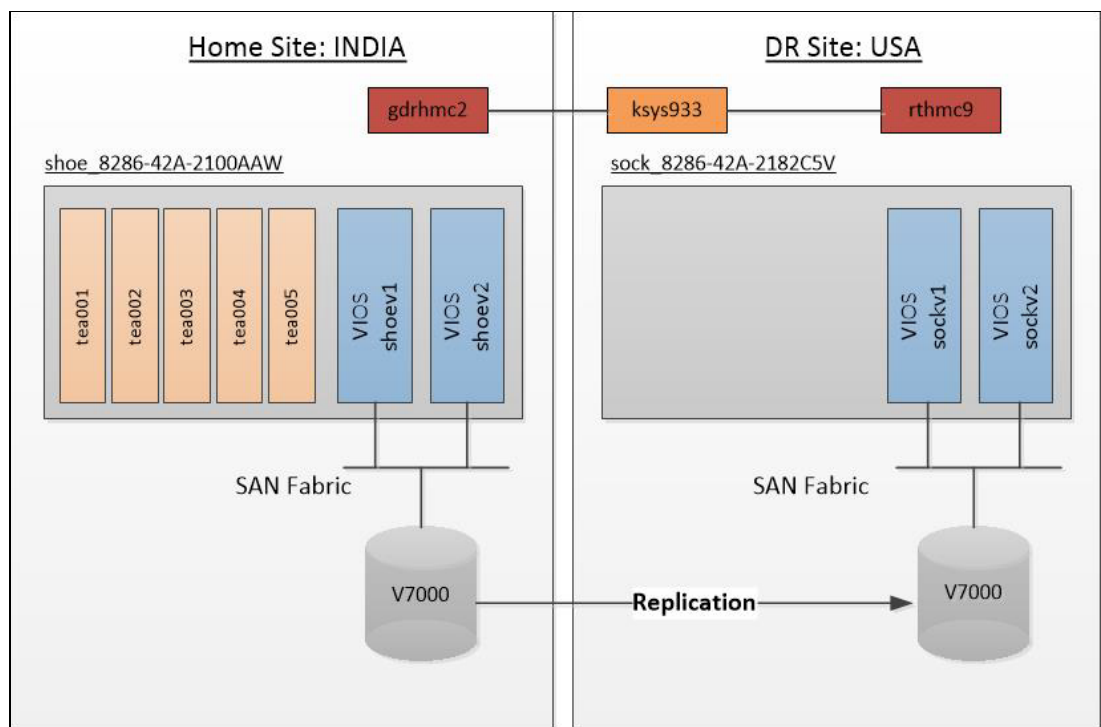 Home Site: INDIA
DR Site: USA
gdrhmc2
ksys933
rthmc9
shoe_8286-42A-2100AAW
sock_8286-42A-2182C5V
tea001
tea002
tea003
tea004
tea005
VIOS
shoev1
VIOS
shoev2
VIOS
sockv1
VIOS
sockv2
SAN Fabric
SAN Fabric
V7000
Replication
V7000